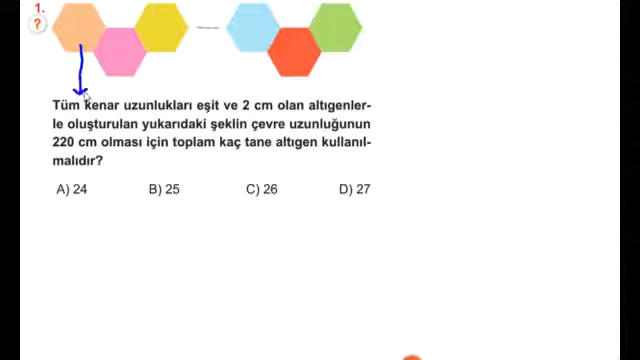 1.
?
Tüm kenar uzunlukları eşit ve 2 cm olan altıgenler-
le oluşturulan yukarıdaki şeklin çevre uzunluğunun
220 cm olması için toplam kaç tane altıgen kullanıl-
malıdır?
A) 24 B) 25 C) 26 D) 27